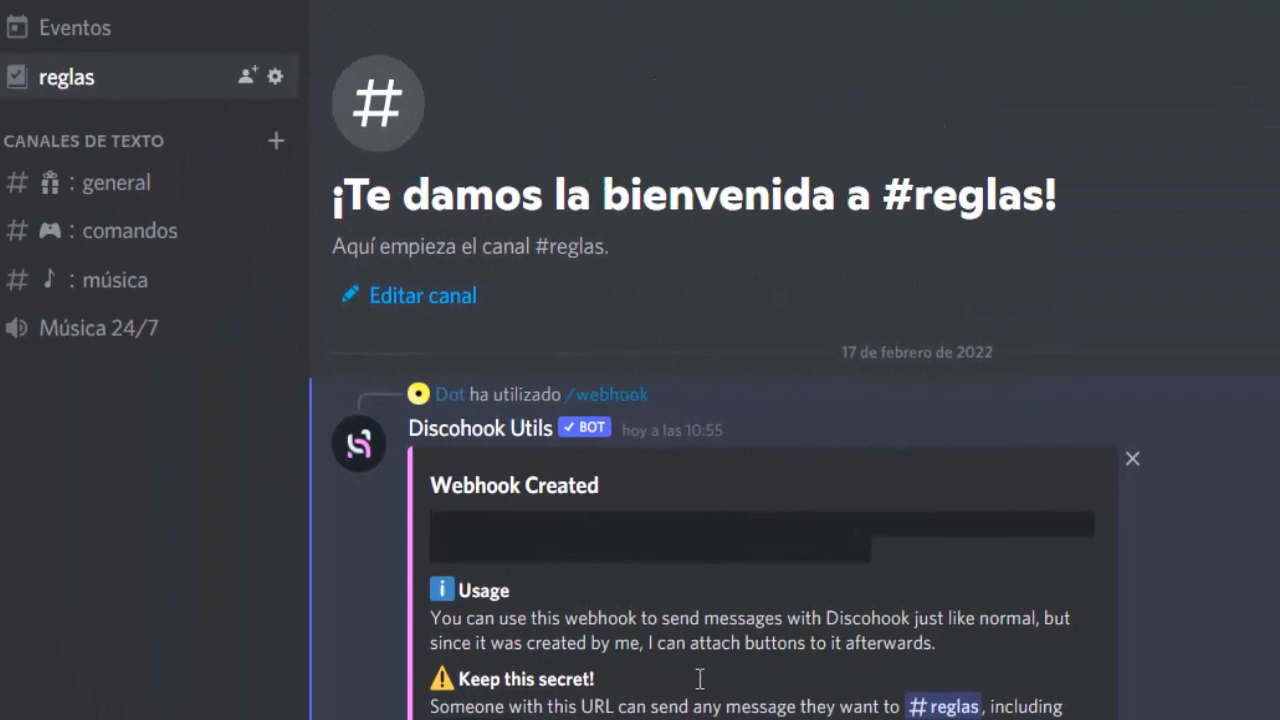 Eventos
reglas
CANALES DE TEXTO
# 🎁 : general
# 🎮 : comandos
# ♪ : música
Música 24/7
#
¡Te damos la bienvenida a #reglas!
Aquí empieza el canal #reglas.
Editar canal
17 de febrero de 2022
Dot ha utilizado /webhook
Discohook Utils ✓ BOT hoy a las 10:55
Webhook Created
ℹ️ Usage
You can use this webhook to send messages with Discohook just like normal, but
since it was created by me, I can attach buttons to it afterwards.
⚠️ Keep this secret!
Someone with this URL can send any message they want to #reglas, including